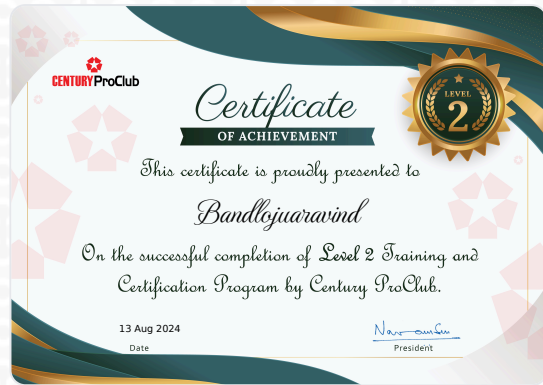 CENTURY ProClub
LEVEL
2
Certificate
OF ACHIEVEMENT
This certificate is proudly presented to
Bandlojuaravind
On the successful completion of Level 2 Training and
Certification Program by Century ProClub.
13 Aug 2024
Date
President